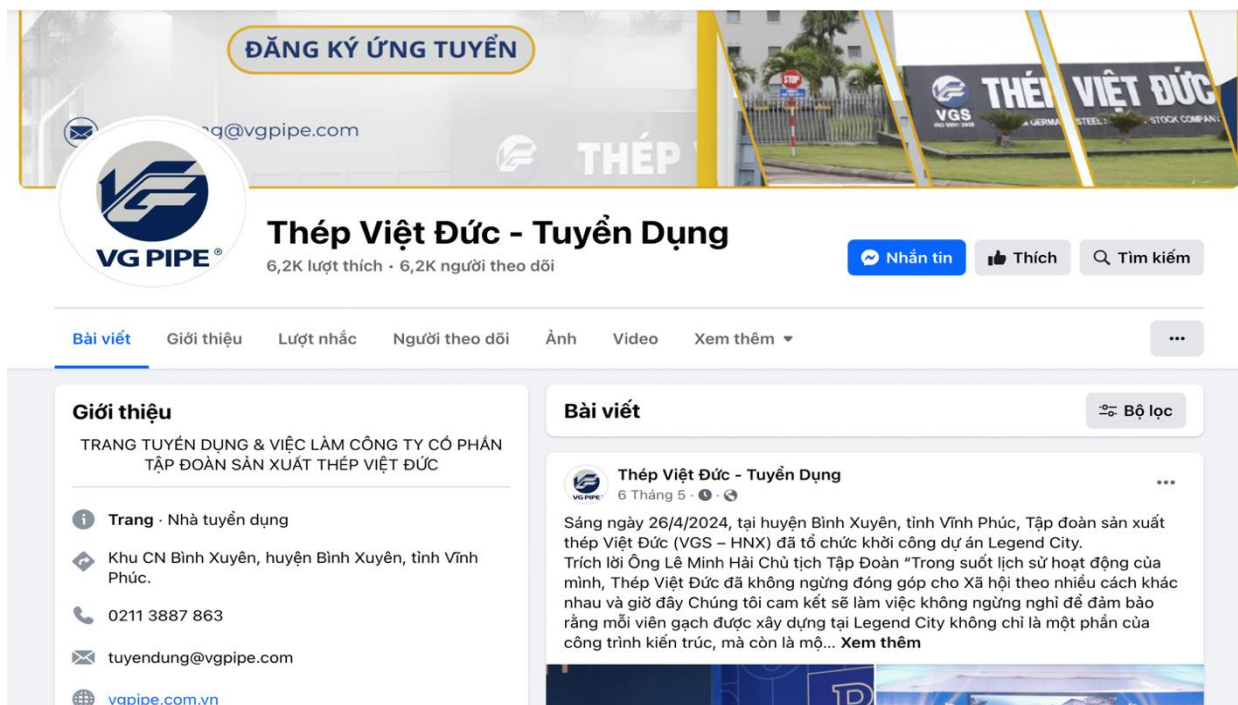 ĐĂNG KÝ ỨNG TUYỂN
g@vgpipe.com
THÉP
VGS
THÉP VIỆT ĐỨC
GERMAN STEEL STOCK COMPANY
VG PIPE®
Thép Việt Đức - Tuyển Dụng
6,2K lượt thích · 6,2K người theo dõi
Nhắn tin
Thích
Tìm kiếm
Bài viết
Giới thiệu
Lượt nhắc
Người theo dõi
Ảnh
Video
Xem thêm
Giới thiệu
TRANG TUYỂN DỤNG & VIỆC LÀM CÔNG TY CỔ PHẦN
TẬP ĐOÀN SẢN XUẤT THÉP VIỆT ĐỨC
Trang · Nhà tuyển dụng
Khu CN Bình Xuyên, huyện Bình Xuyên, tỉnh Vĩnh
Phúc.
0211 3887 863
tuyendung@vgpipe.com
vgpipe.com.vn
Bài viết
Bộ lọc
VG PIPE
Thép Việt Đức - Tuyển Dụng
6 Tháng 5
Sáng ngày 26/4/2024, tại huyện Bình Xuyên, tỉnh Vĩnh Phúc, Tập đoàn sản xuất
thép Việt Đức (VGS – HNX) đã tổ chức khởi công dự án Legend City.
Trích lời Ông Lê Minh Hải Chủ tịch Tập Đoàn “Trong suốt lịch sử hoạt động của
mình, Thép Việt Đức đã không ngừng đóng góp cho Xã hội theo nhiều cách khác
nhau và giờ đây Chúng tôi cam kết sẽ làm việc không ngừng nghỉ để đảm bảo
rằng mỗi viên gạch được xây dựng tại Legend City không chỉ là một phần của
công trình kiến trúc, mà còn là mộ... Xem thêm